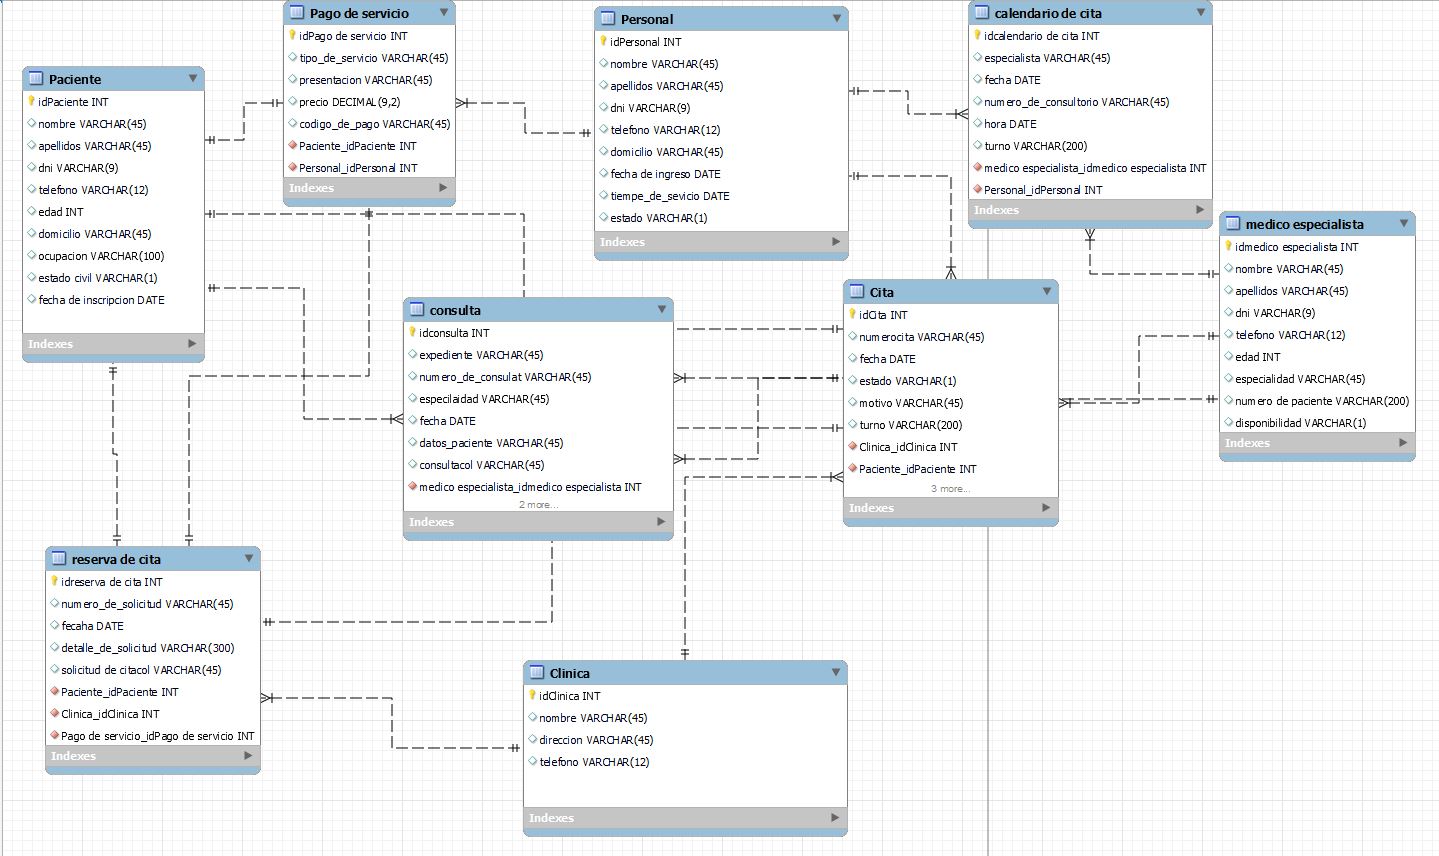 Pago de servicio
idPago de servicio INT
tipo_de_servicio VARCHAR(45)
presentacion VARCHAR(45)
precio DECIMAL(9,2)
codigo_de_pago VARCHAR(45)
Paciente_idPaciente INT
Personal_idPersonal INT
Indexes
Personal
idPersonal INT
nombre VARCHAR(45)
apellidos VARCHAR(45)
dni VARCHAR(9)
telefono VARCHAR(12)
domicilio VARCHAR(45)
fecha de ingreso DATE
tiempe_de_sevicio DATE
estado VARCHAR(1)
Indexes
calendario de cita
idcalendario de cita INT
especialista VARCHAR(45)
fecha DATE
numero_de_consultorio VARCHAR(45)
hora DATE
turno VARCHAR(200)
medico especialista_idmedico especialista INT
Personal_idPersonal INT
Indexes
Paciente
idPaciente INT
nombre VARCHAR(45)
apellidos VARCHAR(45)
dni VARCHAR(9)
telefono VARCHAR(12)
edad INT
domicilio VARCHAR(45)
ocupacion VARCHAR(100)
estado civil VARCHAR(1)
fecha de inscripcion DATE
Indexes
medico especialista
idmedico especialista INT
nombre VARCHAR(45)
apellidos VARCHAR(45)
dni VARCHAR(9)
telefono VARCHAR(12)
edad INT
especialidad VARCHAR(45)
numero de paciente VARCHAR(200)
disponibilidad VARCHAR(1)
Indexes
consulta
idconsulta INT
expediente VARCHAR(45)
numero_de_consulat VARCHAR(45)
especilaidad VARCHAR(45)
fecha DATE
datos_paciente VARCHAR(45)
consultacol VARCHAR(45)
medico especialista_idmedico especialista INT
2 more...
Indexes
Cita
idCita INT
numerocita VARCHAR(45)
fecha DATE
estado VARCHAR(1)
motivo VARCHAR(45)
turno VARCHAR(200)
Clinica_idClinica INT
Paciente_idPaciente INT
3 more...
Indexes
reserva de cita
idreserva de cita INT
numero_de_solicitud VARCHAR(45)
fecaha DATE
detalle_de_solicitud VARCHAR(300)
solicitud de citacol VARCHAR(45)
Paciente_idPaciente INT
Clinica_idClinica INT
Pago de servicio_idPago de servicio INT
Indexes
Clinica
idClinica INT
nombre VARCHAR(45)
direccion VARCHAR(45)
telefono VARCHAR(12)
Indexes